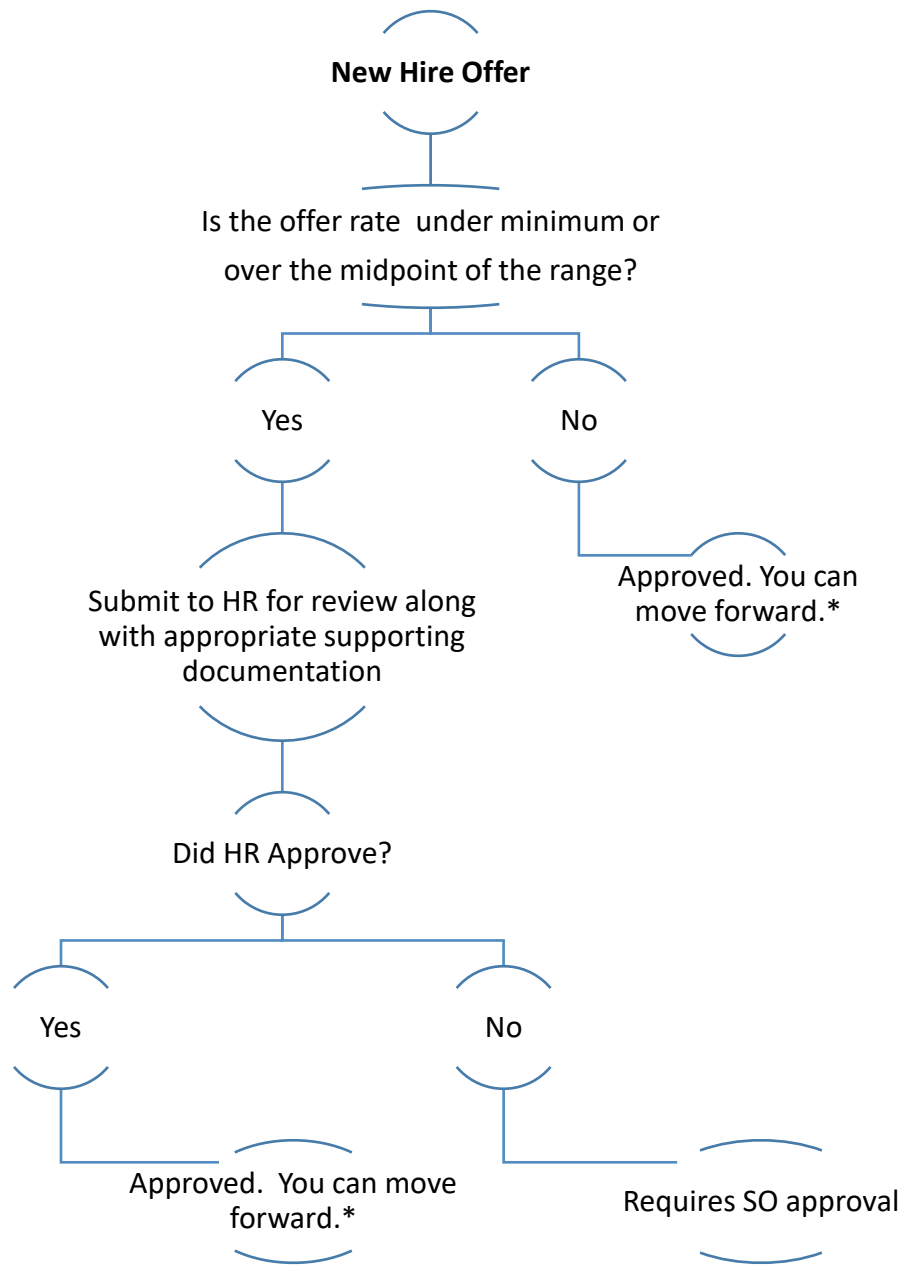 New Hire Offer
Is the offer rate  under minimum or
over the midpoint of the range?
Yes
No
Approved. You can
move forward.*
Submit to HR for review along
with appropriate supporting
documentation
Did HR Approve?
Yes
No
Approved.  You can move
forward.*
Requires SO approval